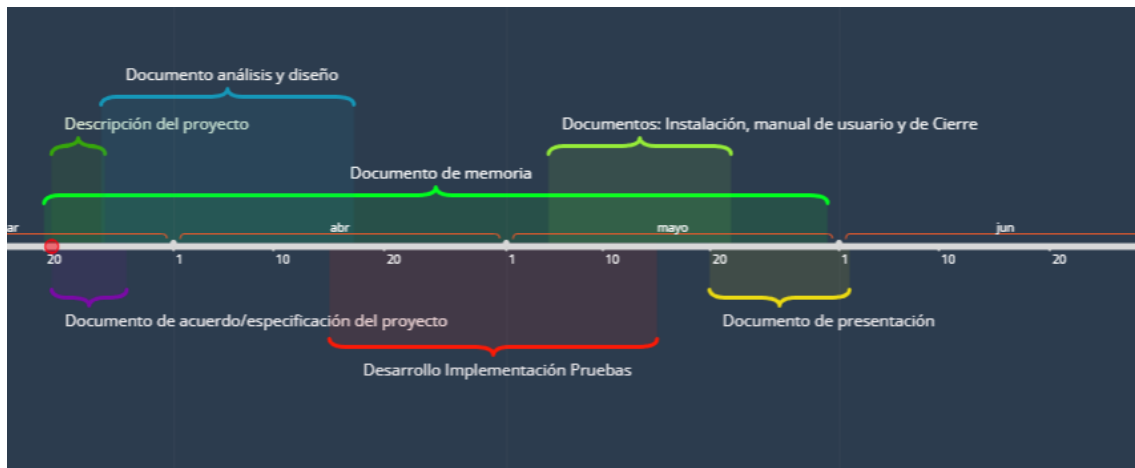 Documento análisis y diseño
Descripción del proyecto
Documentos: Instalación, manual de usuario y de Cierre
Documento de memoria
ar abr mayo jun
20 1 10 20 1 10 20 1 10 20
Documento de acuerdo/especificación del proyecto
Documento de presentación
Desarrollo Implementación Pruebas